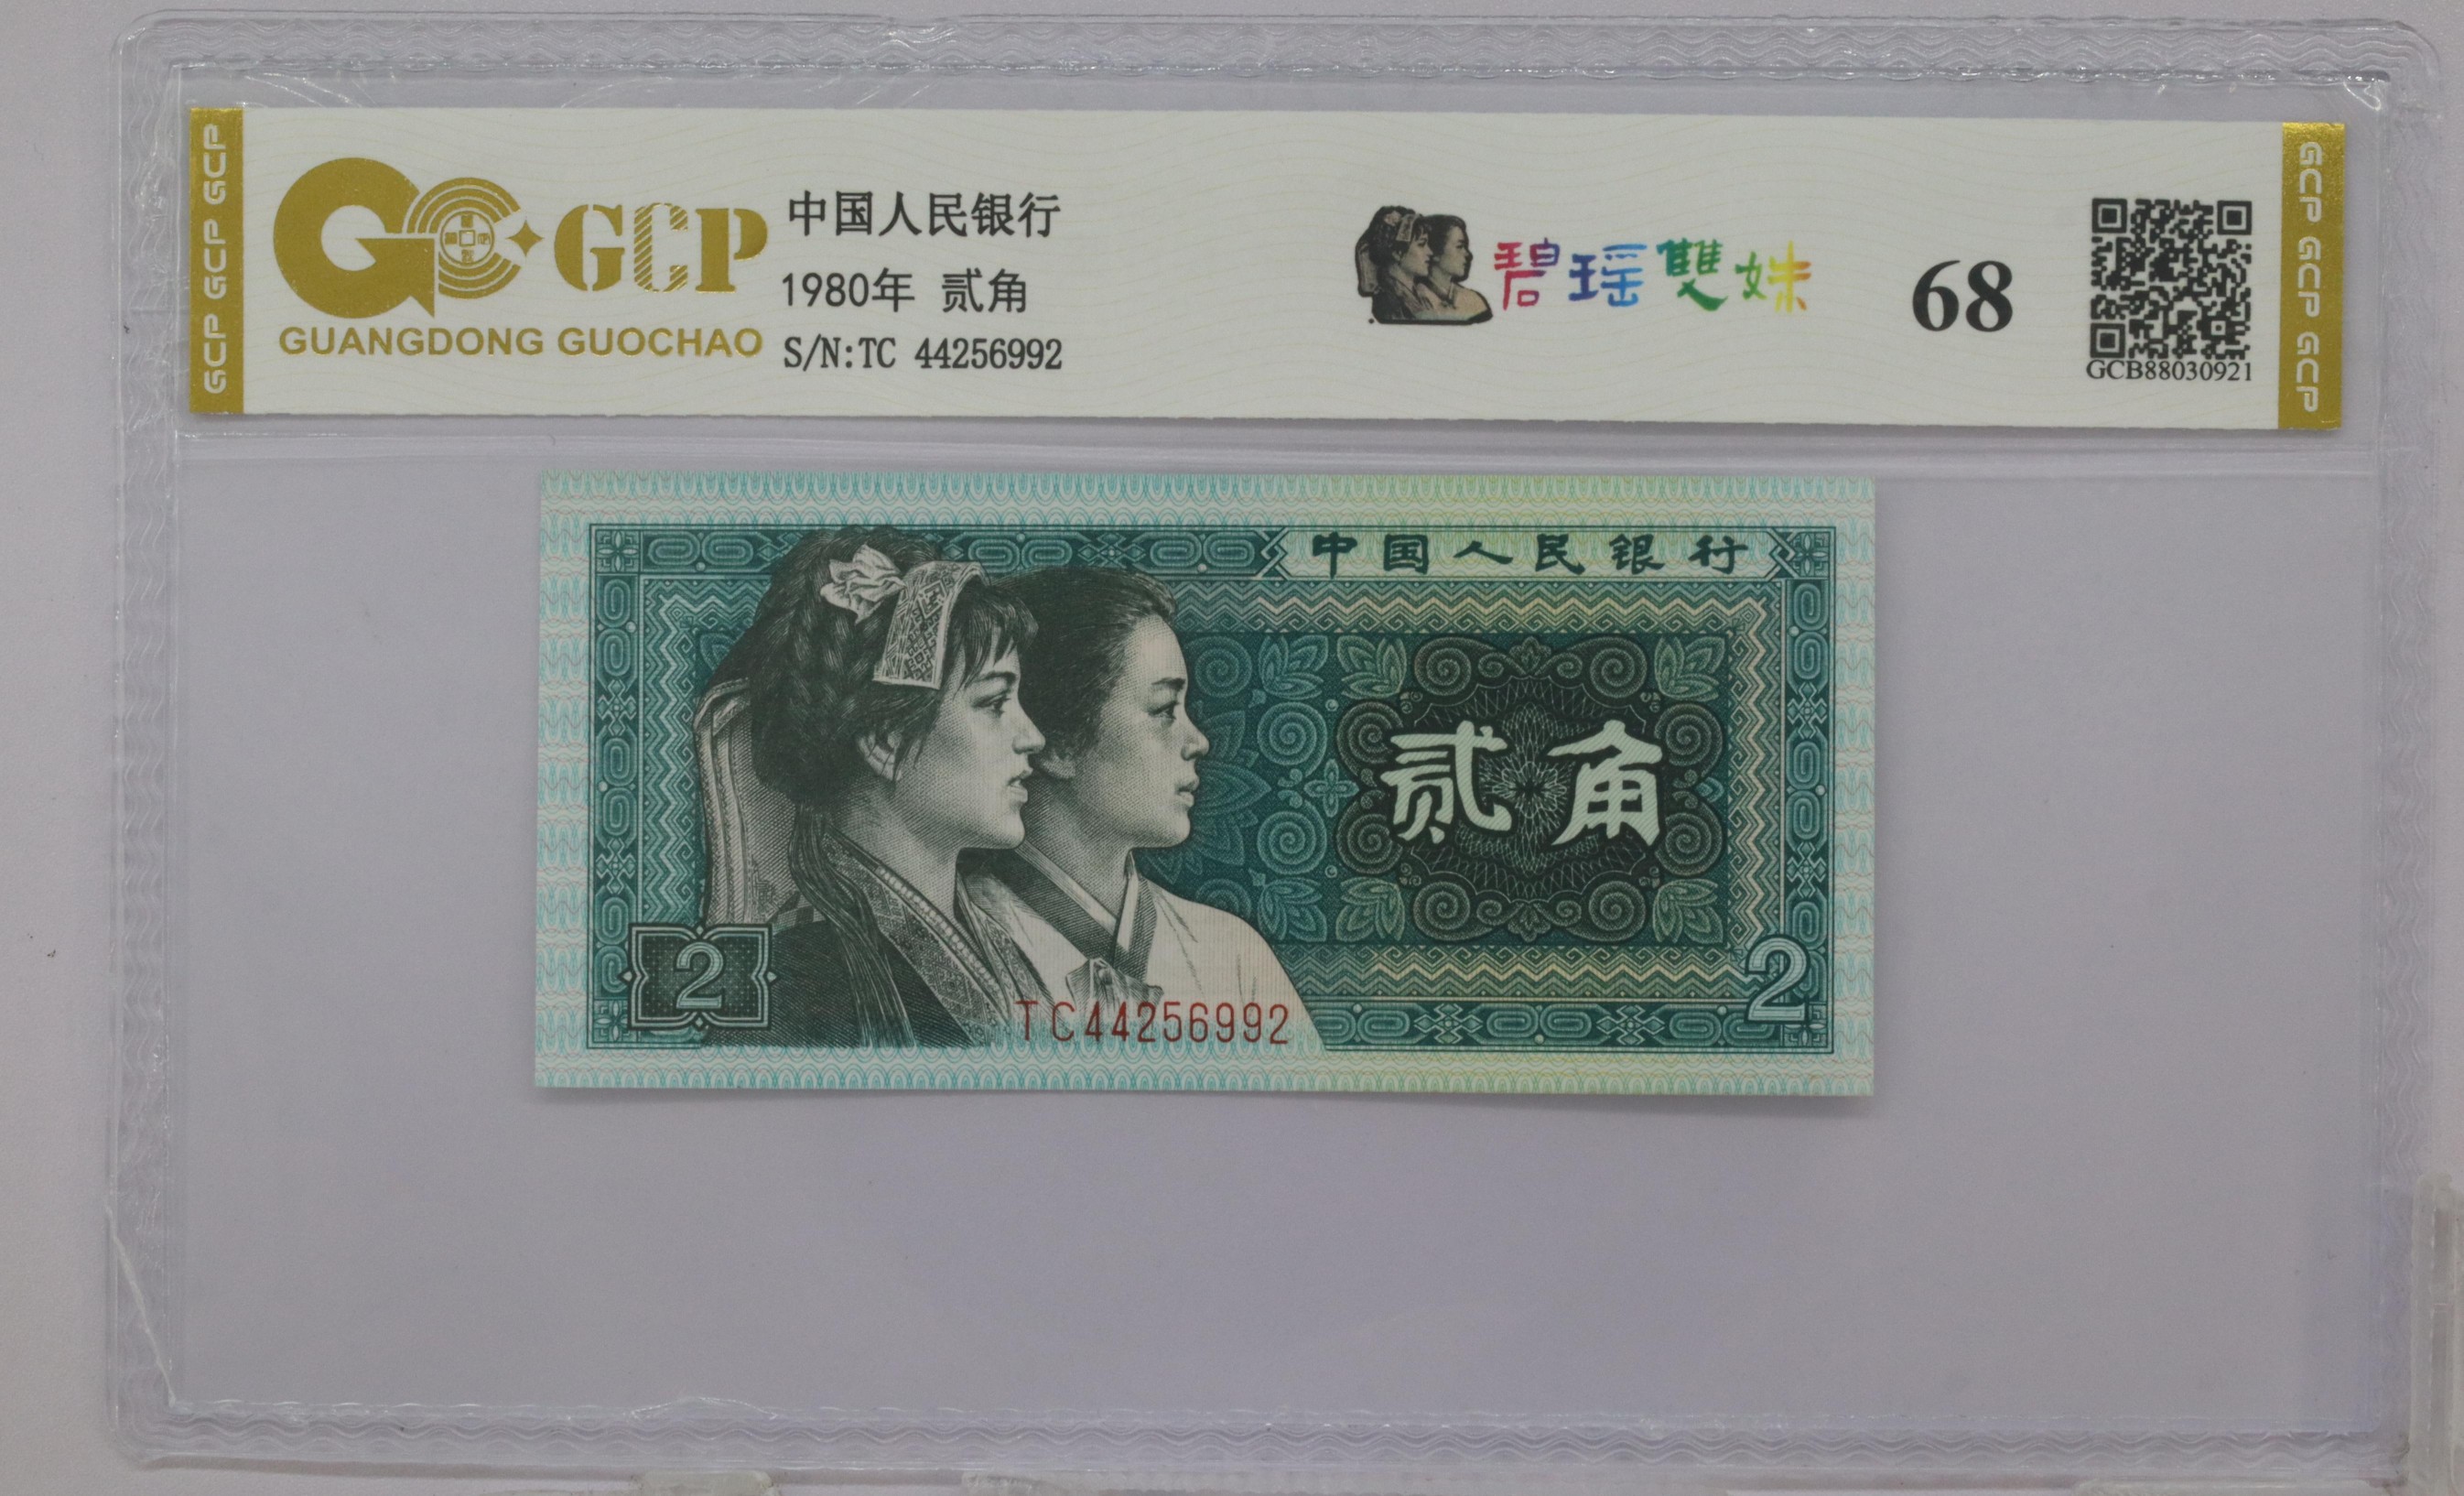 GCP GCP GCP
GCP
GUANGDONG GUOCHAO
中国人民银行
1980年 贰角
S/N:TC 44256992
碧瑶雙姝
68
GCB88030921
GCP GCP GCP
中国人民银行
贰角
2
2
TC44256992